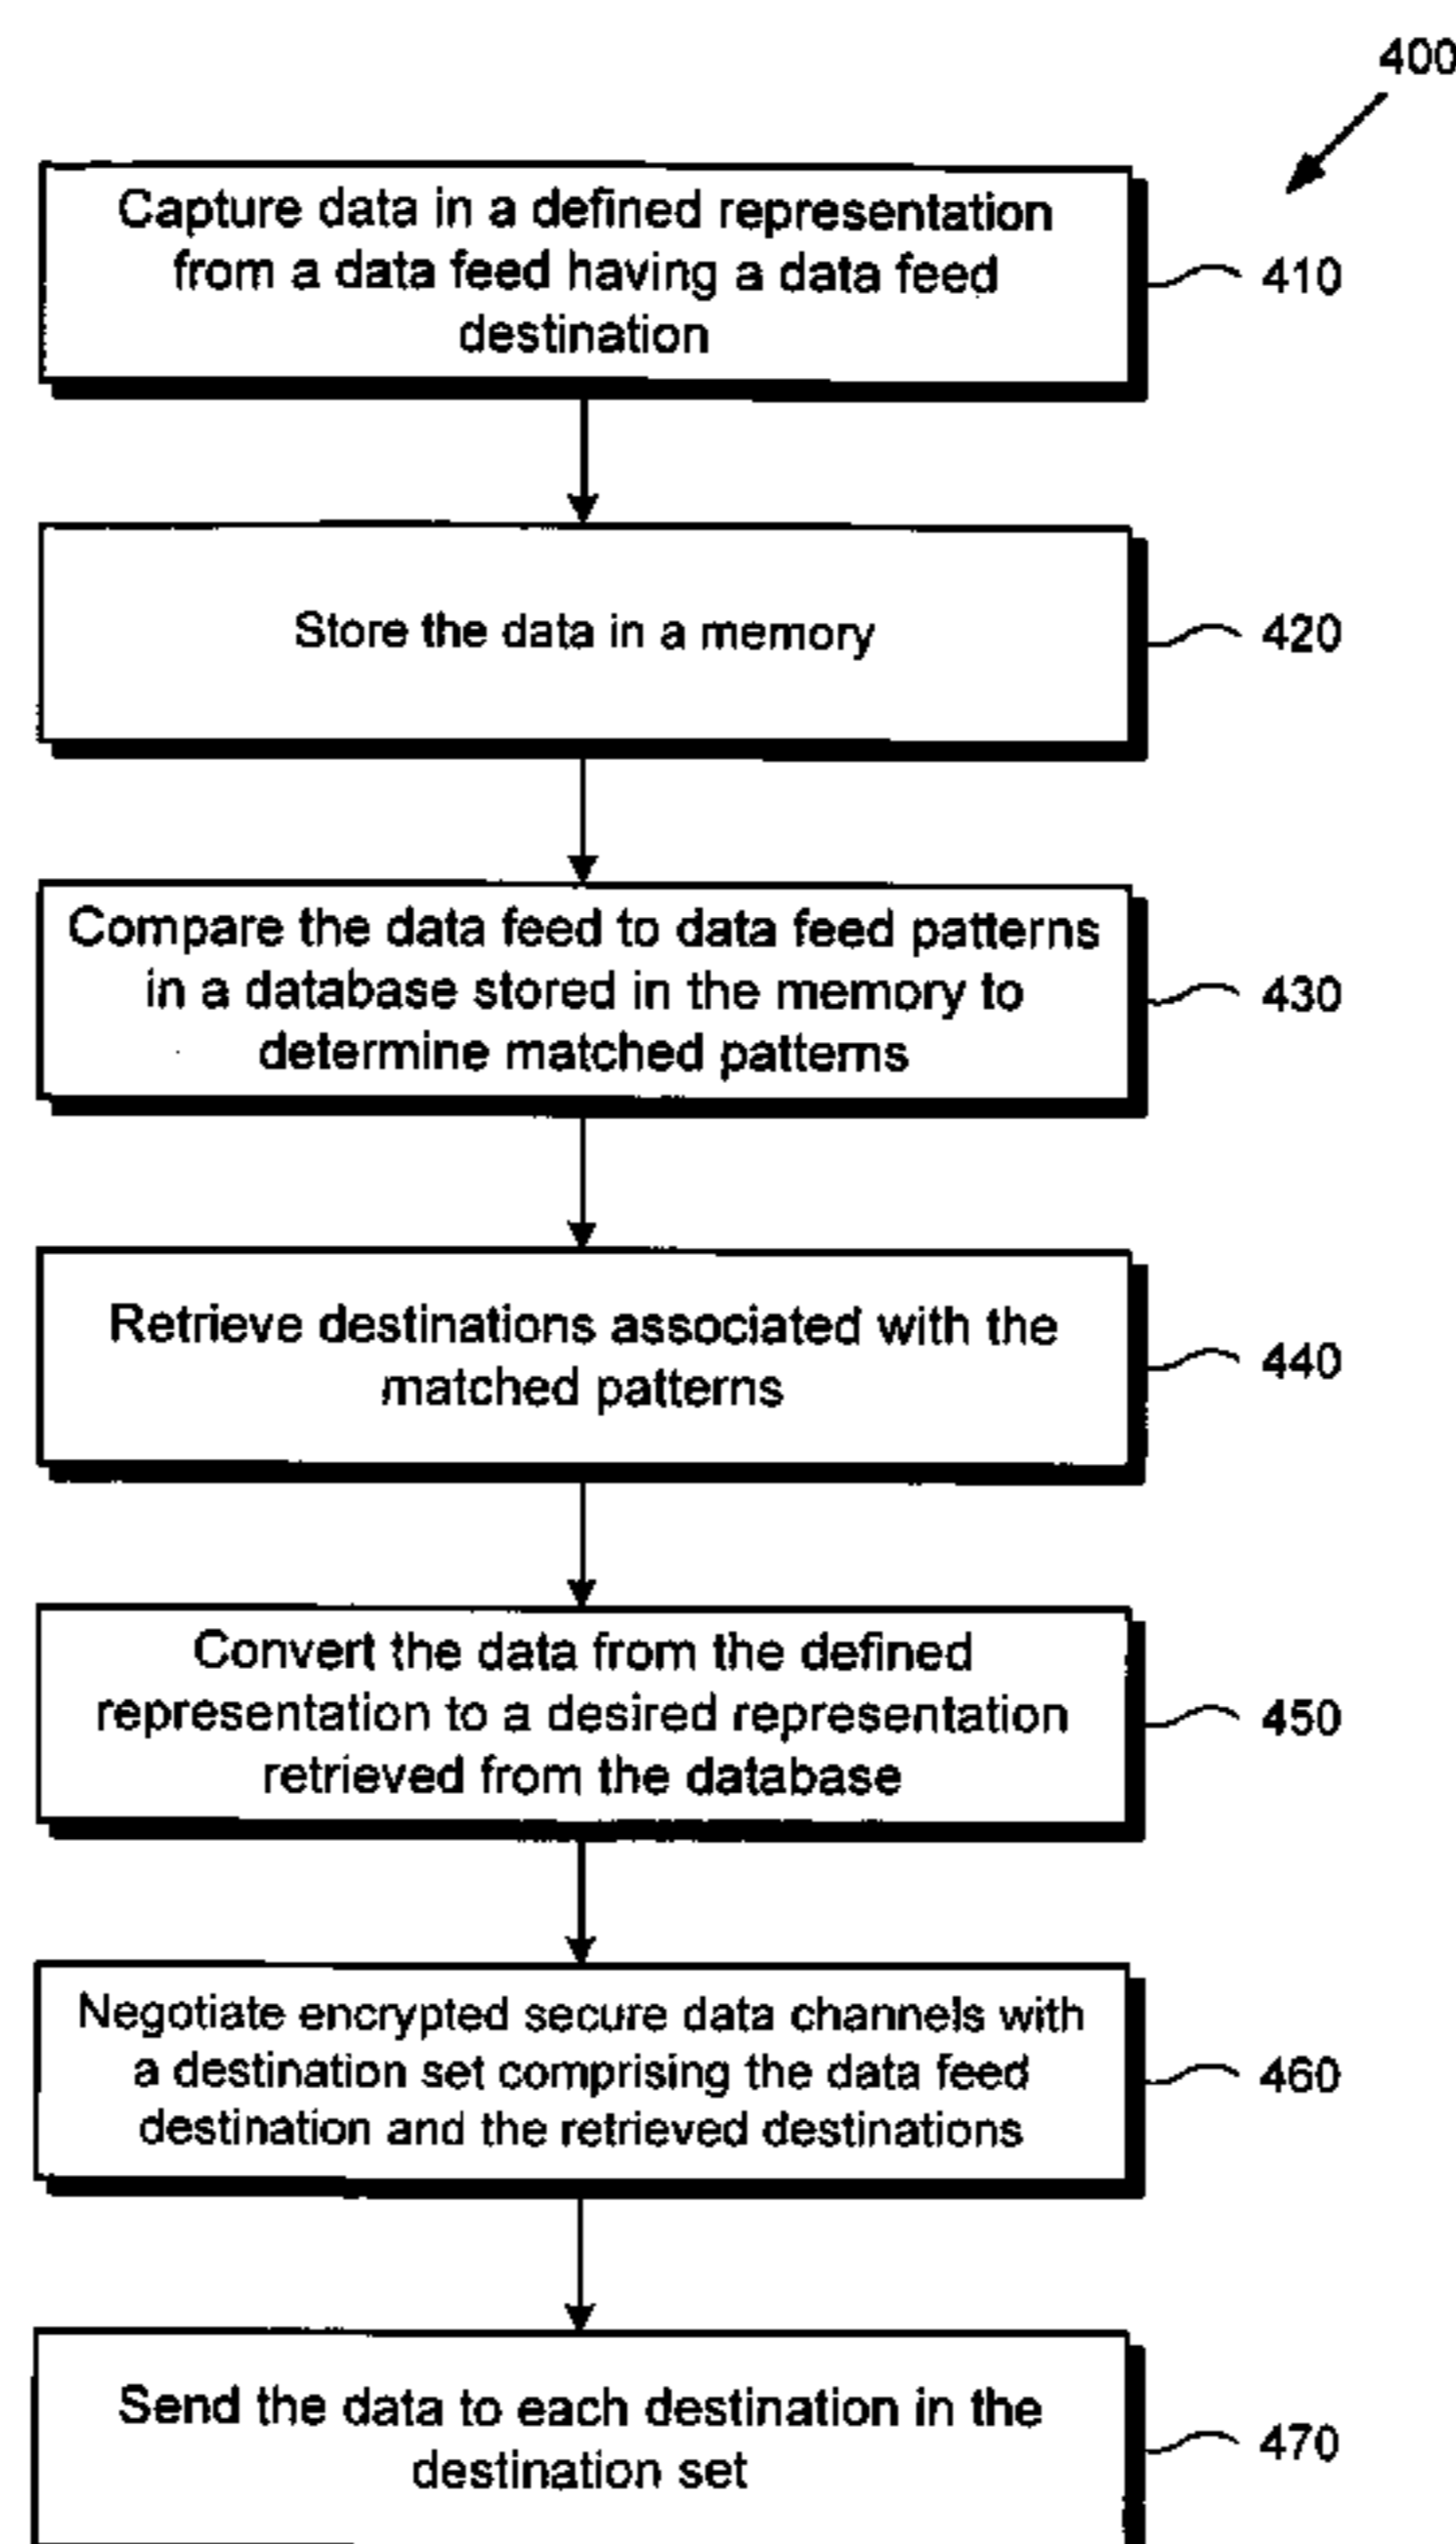 400
Capture data in a defined representation
from a data feed having a data feed
destination
410
Store the data in a memory
420
Compare the data feed to data feed patterns
in a database stored in the memory to
determine matched patterns
430
Retrieve destinations associated with the
matched patterns
440
Convert the data from the defined
representation to a desired representation
retrieved from the database
450
Negotiate encrypted secure data channels with
a destination set comprising the data feed
destination and the retrieved destinations
460
Send the data to each destination in the
destination set
470